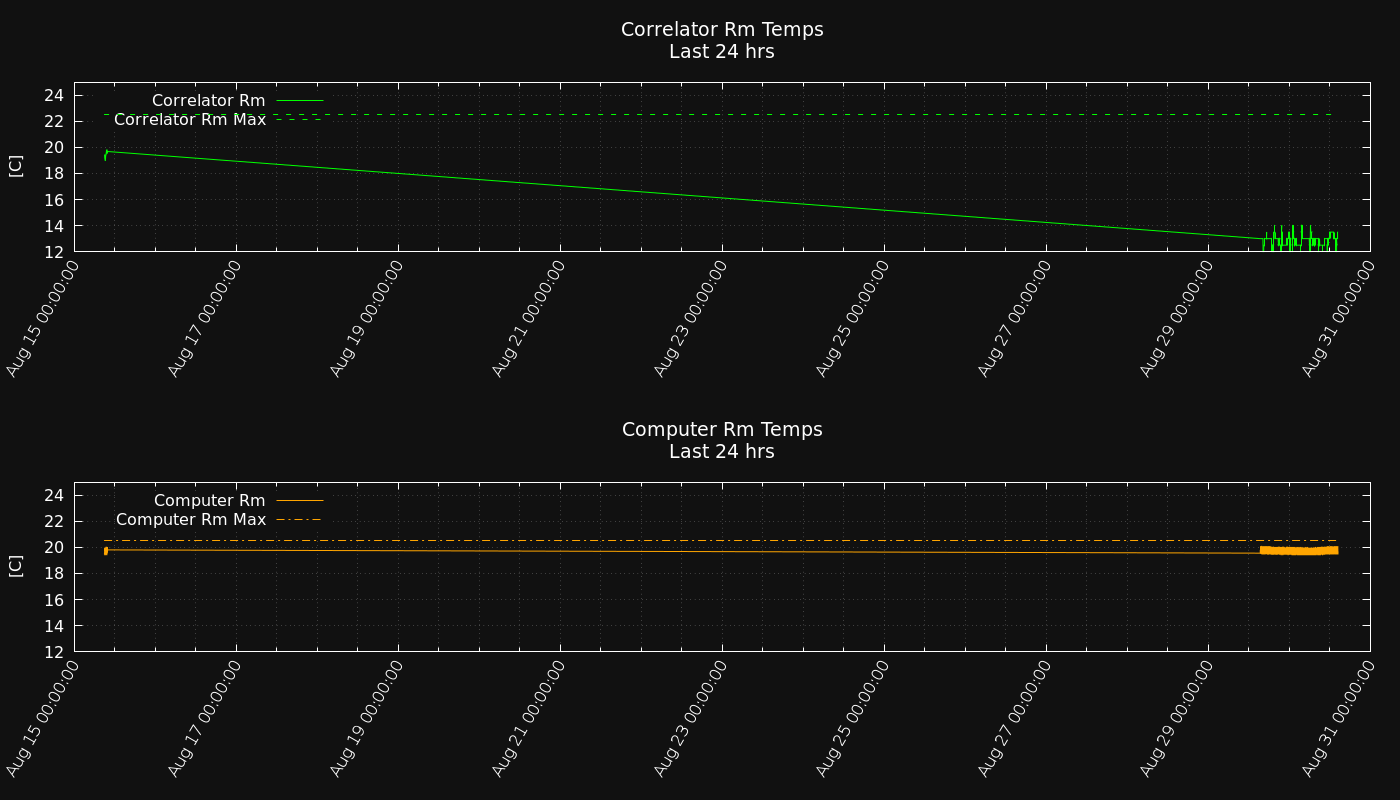 Correlator Rm Temps
Last 24 hrs
Correlator Rm
Correlator Rm Max
[C]
24
22
20
18
16
14
12
Aug 15 00:00:00
Aug 17 00:00:00
Aug 19 00:00:00
Aug 21 00:00:00
Aug 23 00:00:00
Aug 25 00:00:00
Aug 27 00:00:00
Aug 29 00:00:00
Aug 31 00:00:00
Computer Rm Temps
Last 24 hrs
Computer Rm
Computer Rm Max
[C]
24
22
20
18
16
14
12
Aug 15 00:00:00
Aug 17 00:00:00
Aug 19 00:00:00
Aug 21 00:00:00
Aug 23 00:00:00
Aug 25 00:00:00
Aug 27 00:00:00
Aug 29 00:00:00
Aug 31 00:00:00